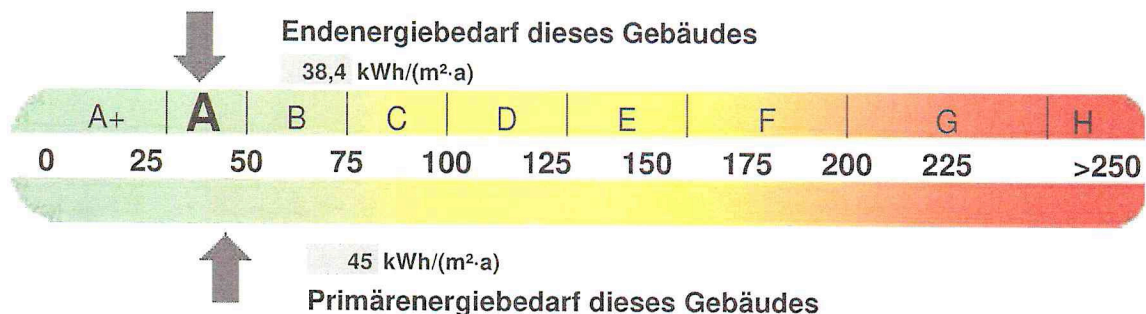 Endenergiebedarf dieses Gebäudes
38,4 kWh/(m²·a)
A+ A B C D E F G H
0 25 50 75 100 125 150 175 200 225 >250
45 kWh/(m²·a)
Primärenergiebedarf dieses Gebäudes